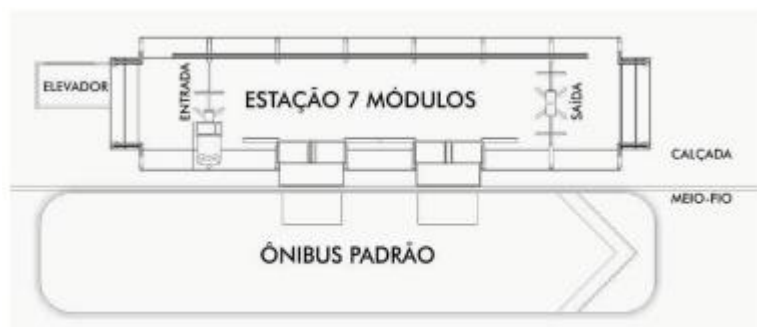 ELEVADOR
ENTRADA
ESTAÇÃO 7 MÓDULOS
SAÍDA
CALÇADA
MEIO-FIO
ÔNIBUS PADRÃO